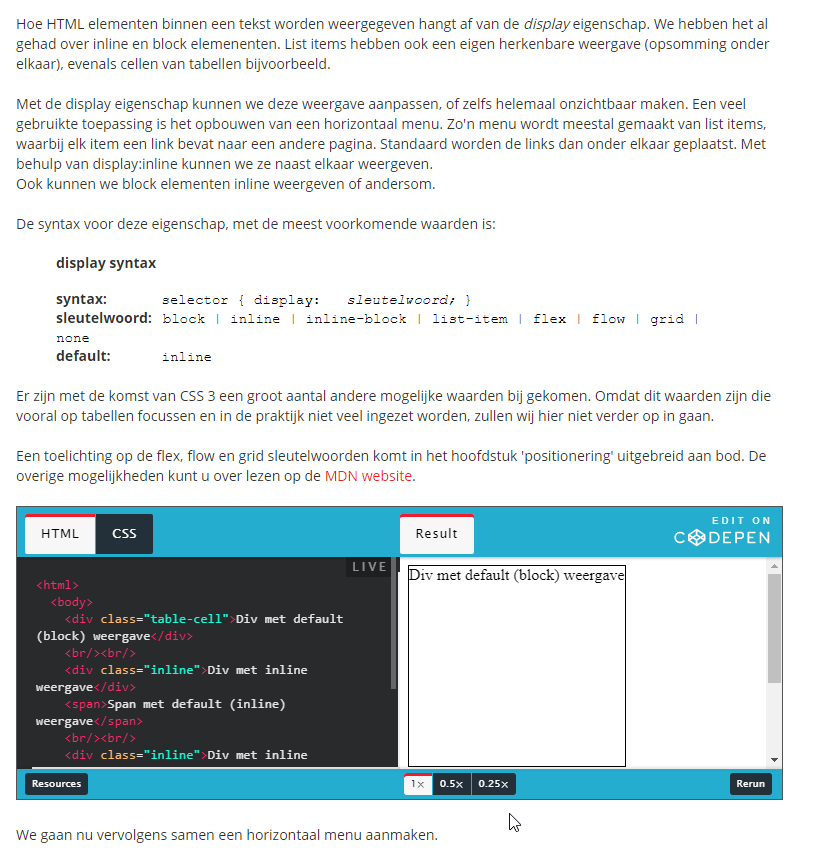 Hoe HTML elementen binnen een tekst worden weergegeven hangt af van de display eigenschap. We hebben het al
gehad over inline en block elemenenten. List items hebben ook een eigen herkenbare weergave (opsomming onder
elkaar), evenals cellen van tabellen bijvoorbeeld.
Met de display eigenschap kunnen we deze weergave aanpassen, of zelfs helemaal onzichtbaar maken. Een veel
gebruikte toepassing is het opbouwen van een horizontaal menu. Zo'n menu wordt meestal gemaakt van list items,
waarbij elk item een link bevat naar een andere pagina. Standaard worden de links dan onder elkaar geplaatst. Met
behulp van display:inline kunnen we ze naast elkaar weergeven.
Ook kunnen we block elementen inline weergeven of andersom.
De syntax voor deze eigenschap, met de meest voorkomende waarden is:
display syntax
syntax: selector { display: sleutelwoord; }
sleutelwoord: block | inline | inline-block | list-item | flex | flow | grid |
none
default: inline
Er zijn met de komst van CSS 3 een groot aantal andere mogelijke waarden bij gekomen. Omdat dit waarden zijn die
vooral op tabellen focussen en in de praktijk niet veel ingezet worden, zullen wij hier niet verder op in gaan.
Een toelichting op de flex, flow en grid sleutelwoorden komt in het hoofdstuk 'positionering' uitgebreid aan bod. De
overige mogelijkheden kunt u over lezen op de MDN website.
HTML CSS Result EDIT ON
CODEPEN
LIVE
<html>
<body>
<div class="table-cell">Div met default
(block) weergave</div>
<br/><br/>
<div class="inline">Div met inline
weergave</div>
<span>Span met default (inline)
weergave</span>
<br/><br/>
<div class="inline">Div met inline
Div met default (block) weergave
Resources 1x 0.5x 0.25x Rerun
We gaan nu vervolgens samen een horizontaal menu aanmaken.